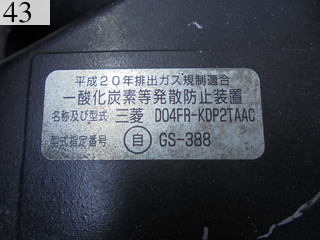 43
平成20年排出ガス規制適合
一酸化炭素等発散防止装置
名称及び型式 三菱 D04FR-KDP2TAAC
型式指定番号 自 GS-388